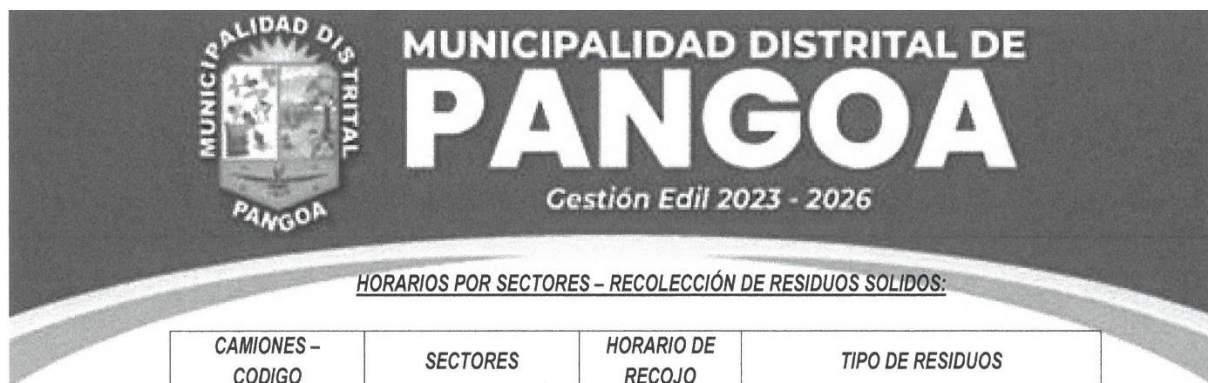 MUNICIPALIDAD DISTRITAL
PANGOA
MUNICIPALIDAD DISTRITAL DE
PANGOA
Gestión Edil 2023 - 2026
HORARIOS POR SECTORES – RECOLECCIÓN DE RESIDUOS SOLIDOS:
CAMIONES – CODIGO
SECTORES
HORARIO DE RECOJO
TIPO DE RESIDUOS